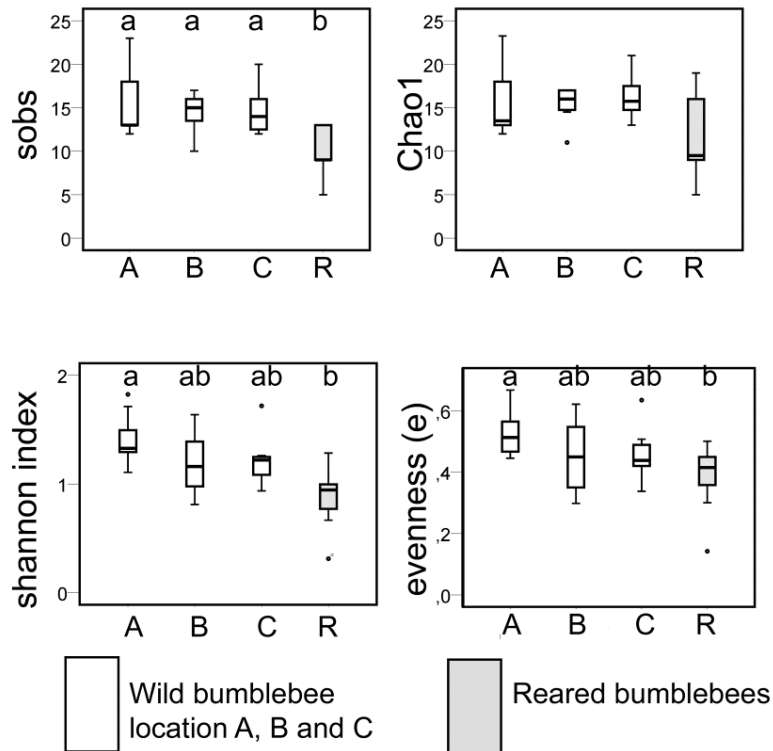 25
20
15
10
5
0
sobs
a a a b
A B C R
25
20
15
10
5
0
Chao1
A B C R
2
1
0
shannon index
a ab ab b
A B C R
,6
,4
,2
,0
evenness (e)
a ab ab b
A B C R
Wild bumblebee
location A, B and C
Reared bumblebees